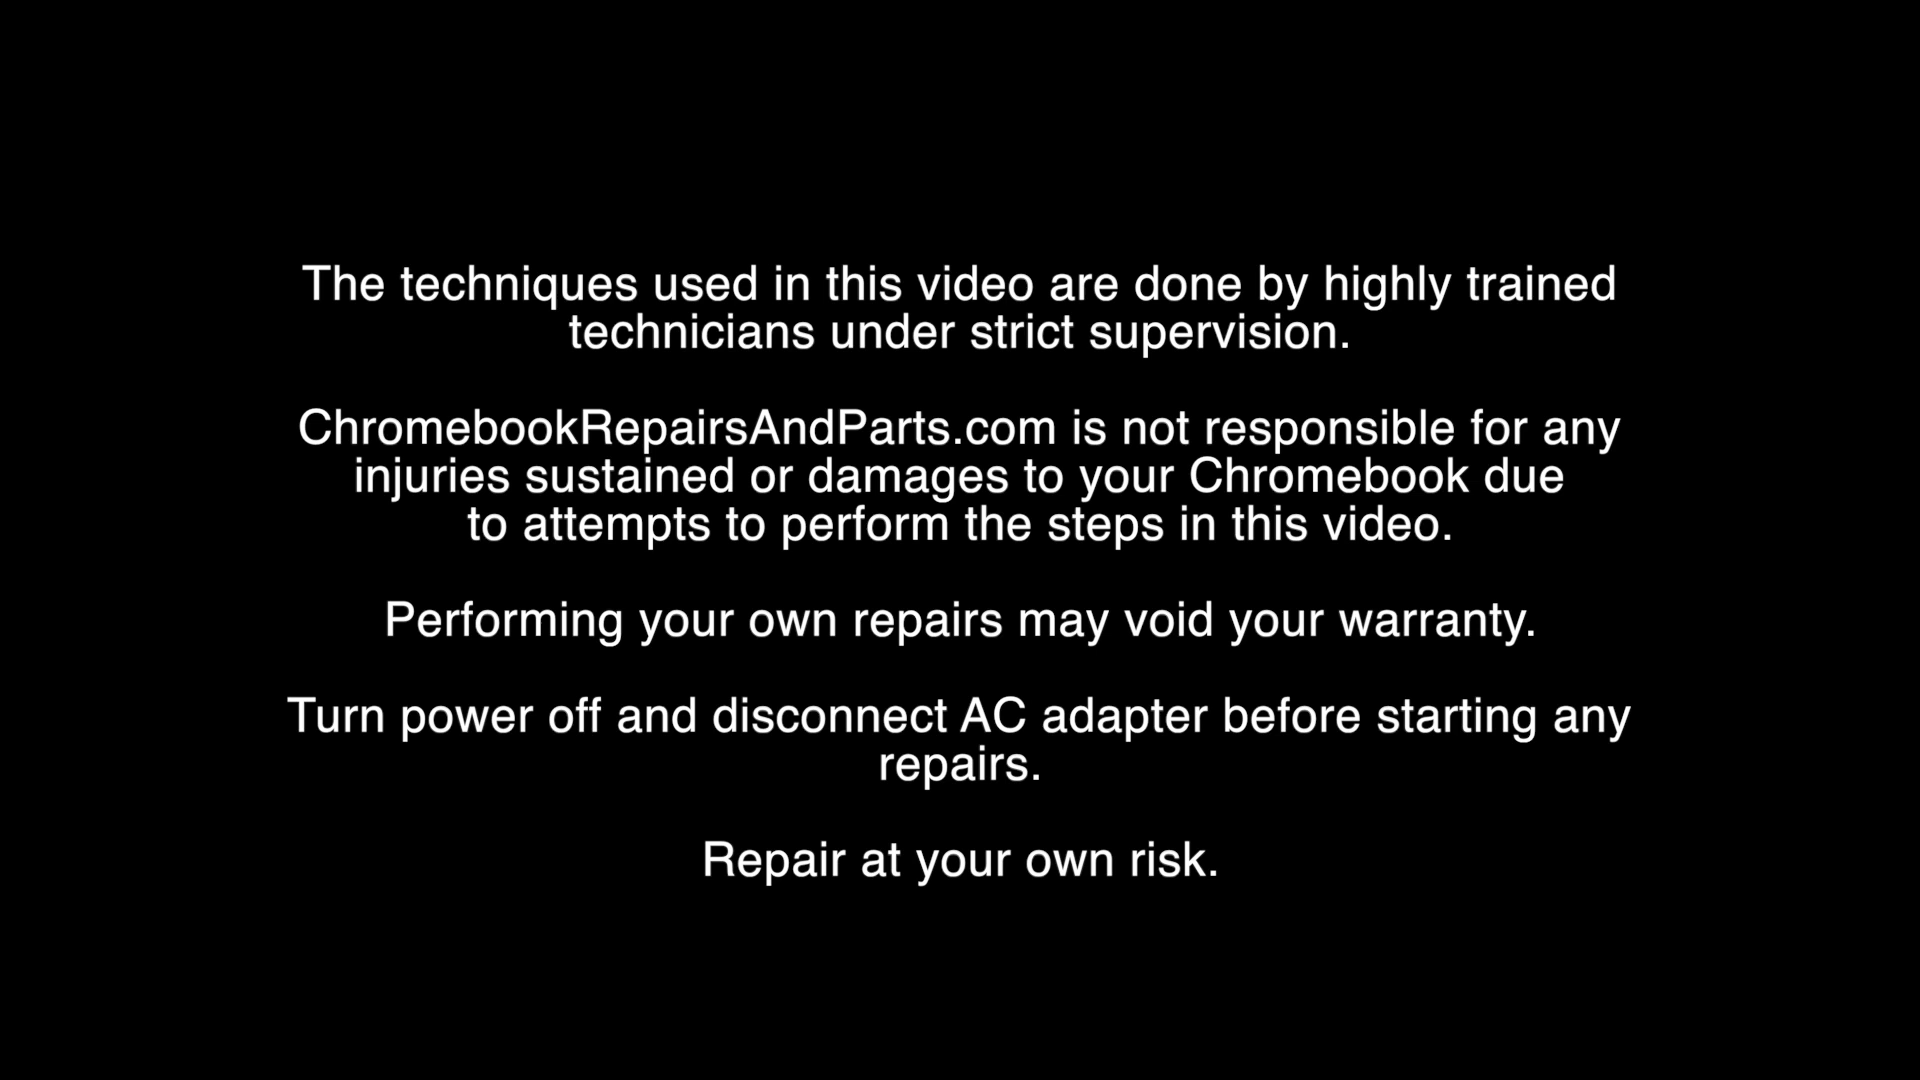 The techniques used in this video are done by highly trained
technicians under strict supervision.
ChromebookRepairsAndParts.com is not responsible for any
injuries sustained or damages to your Chromebook due
to attempts to perform the steps in this video.
Performing your own repairs may void your warranty.
Turn power off and disconnect AC adapter before starting any
repairs.
Repair at your own risk.